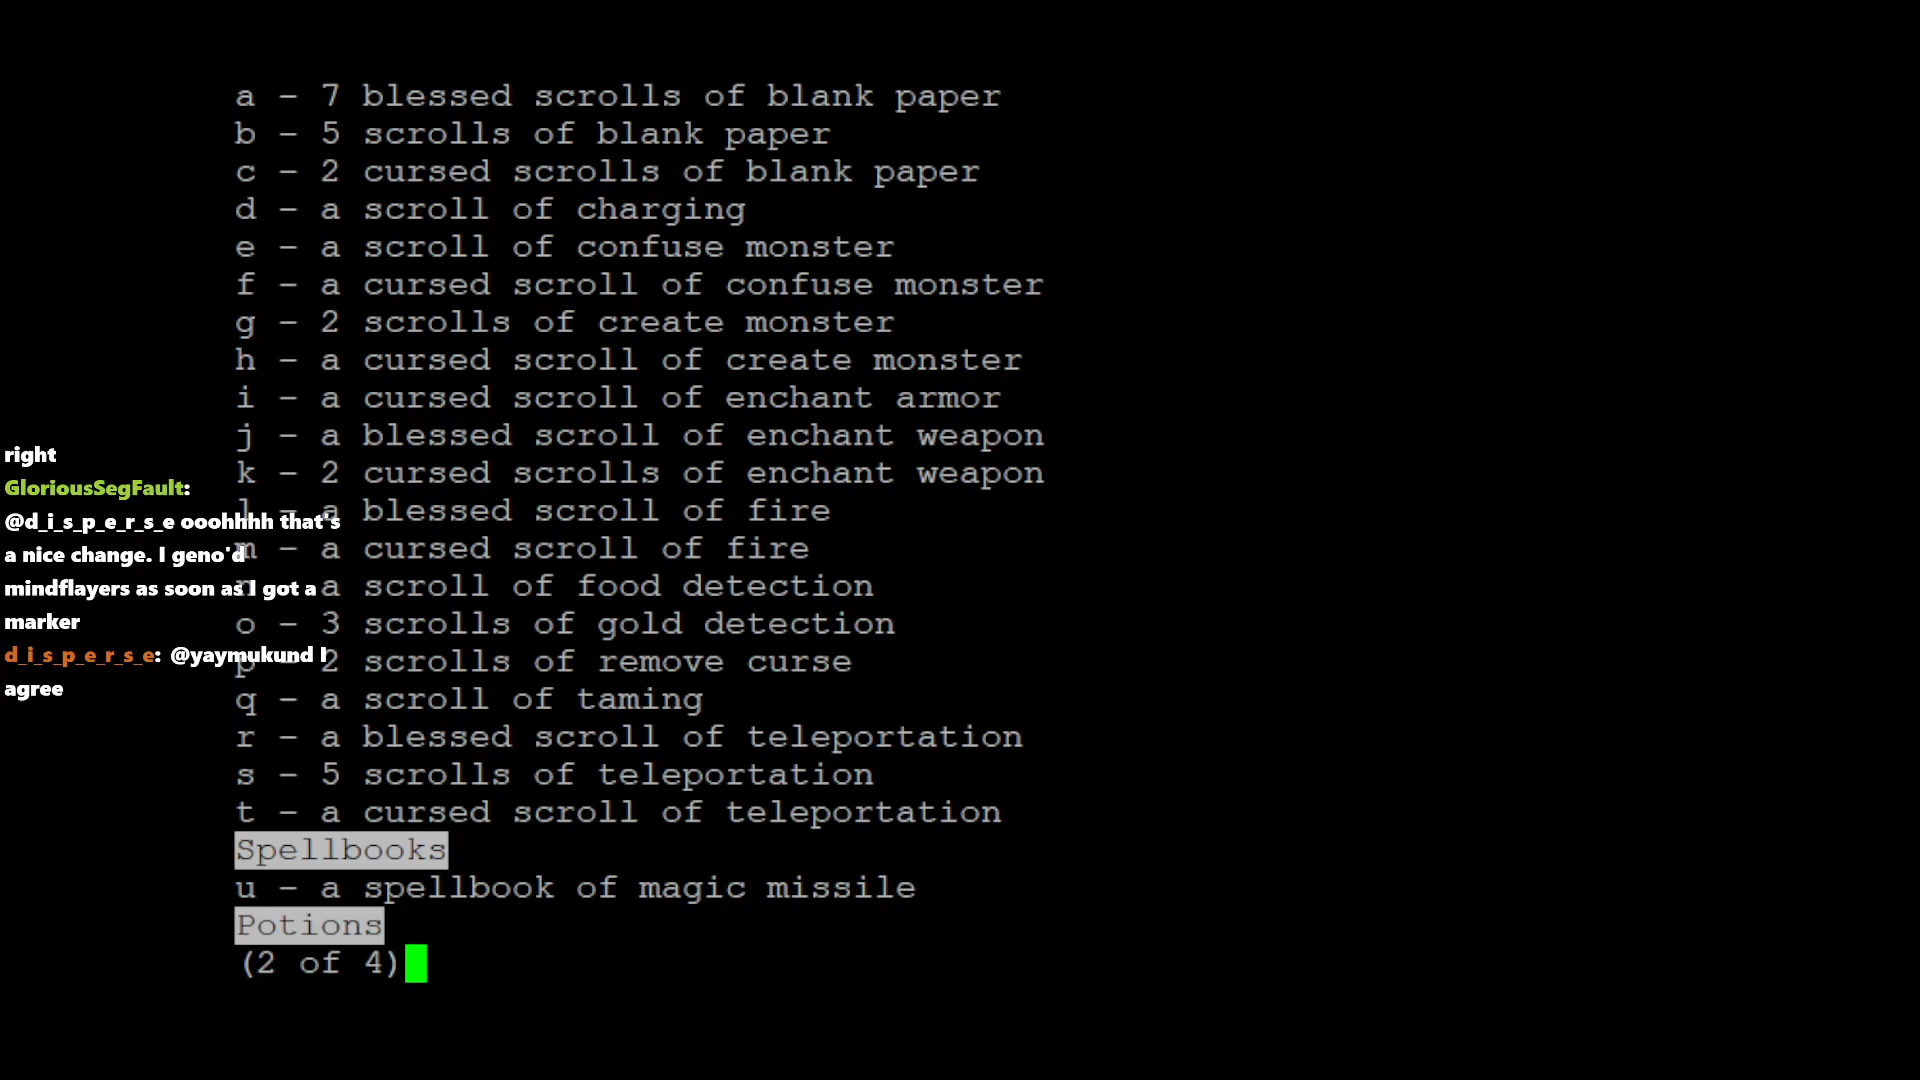 a - 7 blessed scrolls of blank paper
b - 5 scrolls of blank paper
c - 2 cursed scrolls of blank paper
d - a scroll of charging
e - a scroll of confuse monster
f - a cursed scroll of confuse monster
g - 2 scrolls of create monster
h - a cursed scroll of create monster
i - a cursed scroll of enchant armor
j - a blessed scroll of enchant weapon
k - 2 cursed scrolls of enchant weapon
l - a blessed scroll of fire
m - a cursed scroll of fire
n - a scroll of food detection
o - 3 scrolls of gold detection
p - 2 scrolls of remove curse
q - a scroll of taming
r - a blessed scroll of teleportation
s - 5 scrolls of teleportation
t - a cursed scroll of teleportation
Spellbooks
u - a spellbook of magic missile
Potions
(2 of 4)
right
GloriousSegFault:
@d_i_s_p_e_r_s_e ooohhhh that's
a nice change. I geno'd
mindflayers as soon as I got a
marker
d_i_s_p_e_r_s_e: @yaymukund I
agree